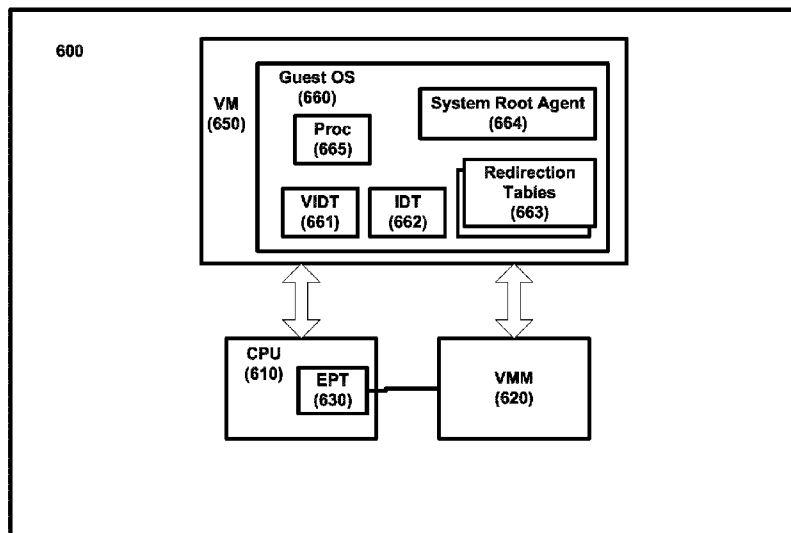 600
VM
(650)
Guest OS
(660)
System Root Agent
(664)
Proc
(665)
Redirection
Tables
(663)
VIDT
(661)
IDT
(662)
CPU
(610)
EPT
(630)
VMM
(620)